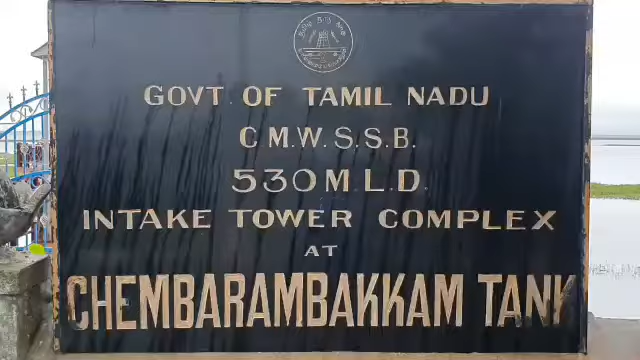 GOVT OF TAMIL NADU
C M.W.S.S.B.
530 M.L.D.
INTAKE TOWER COMPLEX
AT
CHEMBARAMBAKKAM TANK